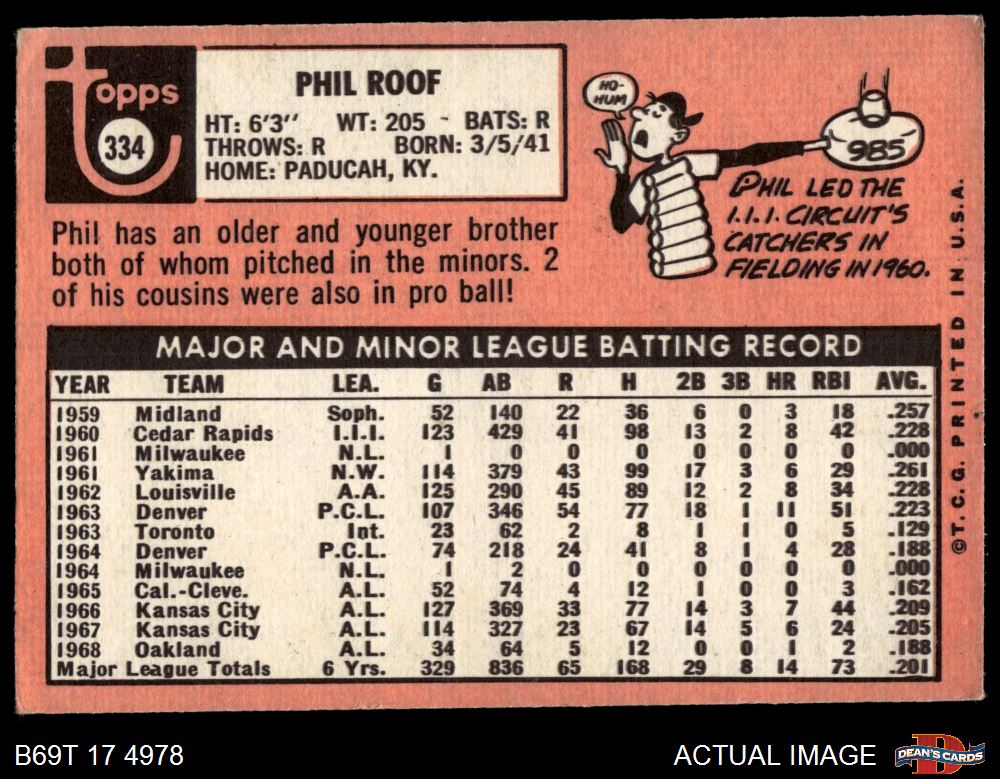 topps
334
PHIL ROOF
HT: 6'3" WT: 205 - BATS: R
THROWS: R BORN: 3/5/41
HOME: PADUCAH, KY.
HO-
HUM
985
PHIL LED THE
I.I.I. CIRCUIT'S
CATCHERS IN
FIELDING IN 1960.
Phil has an older and younger brother
both of whom pitched in the minors. 2
of his cousins were also in pro ball!
MAJOR AND MINOR LEAGUE BATTING RECORD
YEAR TEAM LEA. G AB R H 2B 3B HR RBI AVG.
1959 Midland Soph. 52 140 22 36 6 0 3 18 .257
1960 Cedar Rapids I.I.I. 123 429 41 98 13 2 8 42 .228
1961 Milwaukee N.L. 1 0 0 0 0 0 0 0 .000
1961 Yakima N.W. 114 379 43 99 17 3 6 29 .261
1962 Louisville A.A. 125 290 45 89 12 2 8 34 .228
1963 Denver P.C.L. 107 346 54 77 18 1 11 51 .223
1963 Toronto Int. 23 62 2 8 1 1 0 5 .129
1964 Denver P.C.L. 74 218 24 41 8 1 4 28 .188
1964 Milwaukee N.L. 1 2 0 0 0 0 0 0 .000
1965 Cal.-Cleve. A.L. 52 74 4 12 1 0 0 3 .162
1966 Kansas City A.L. 127 369 33 77 14 3 7 44 .209
1967 Kansas City A.L. 114 327 23 67 14 5 6 24 .205
1968 Oakland A.L. 34 64 5 12 0 0 1 2 .188
Major League Totals 6 Yrs. 329 836 65 168 29 8 14 73 .201
©T.C.G. PRINTED IN U.S.A.
B69T 17 4978
ACTUAL IMAGE
DEAN'S CARDS